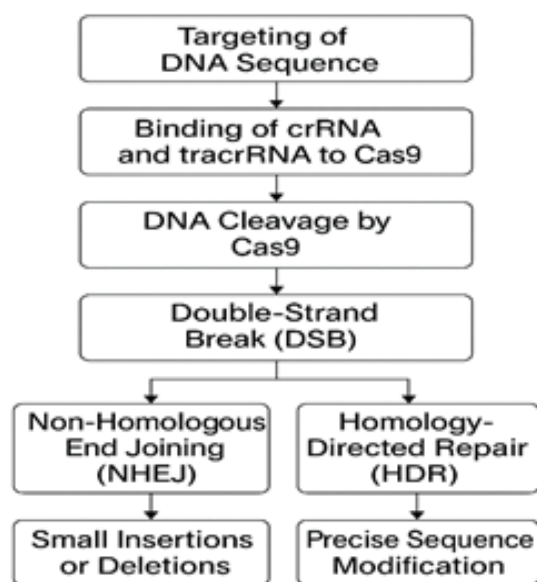 Targeting of
DNA Sequence
Binding of crRNA
and tracrRNA to Cas9
DNA Cleavage by
Cas9
Double-Strand
Break (DSB)
Non-Homologous
End Joining
(NHEJ)
Homology-
Directed Repair
(HDR)
Small Insertions
or Deletions
Precise Sequence
Modification